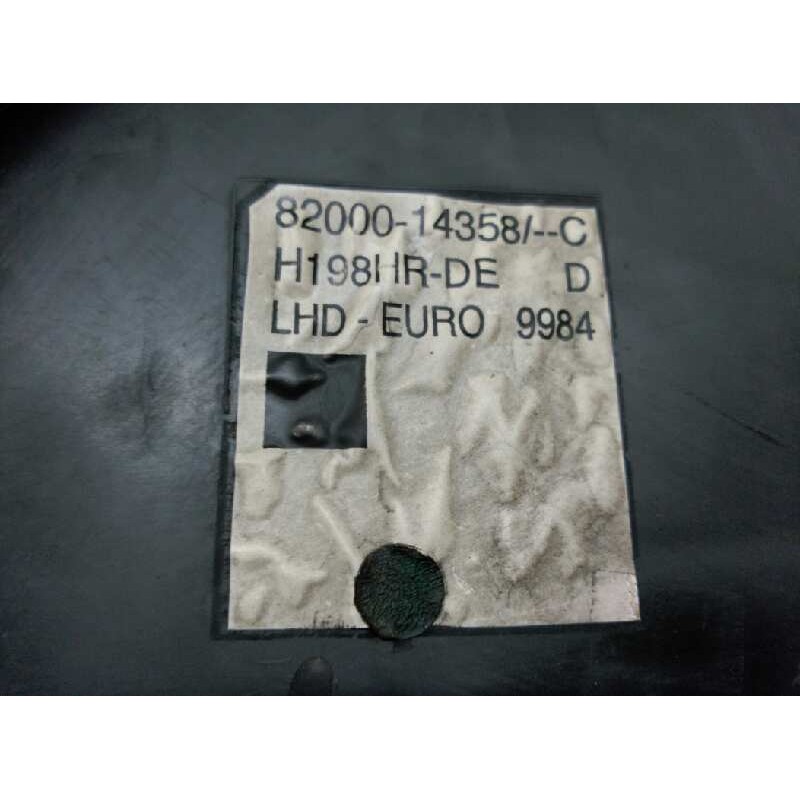 82000-14358/--C
H198HR-DE D
LHD - EURO 9984